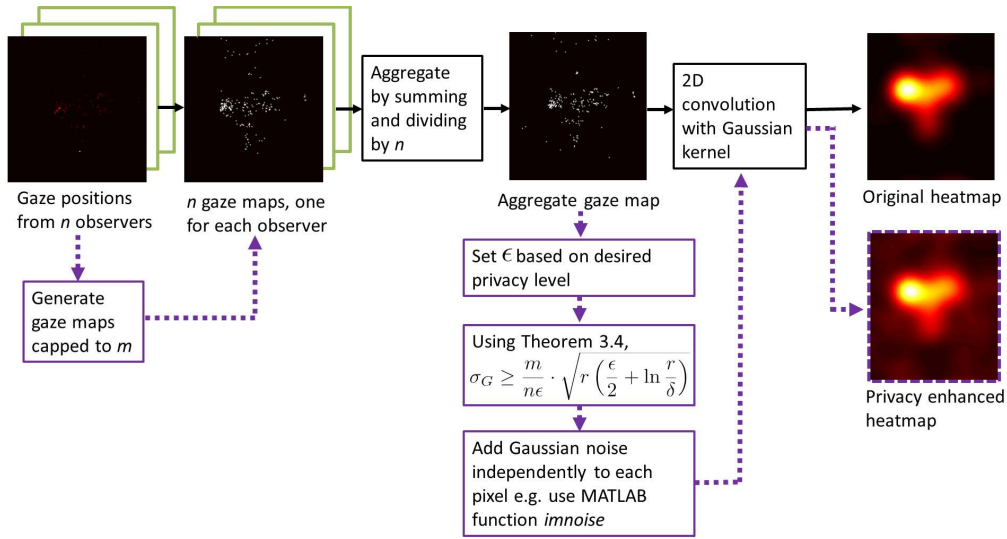 Gaze positions
from n observers
Generate
gaze maps
capped to m
n gaze maps, one
for each observer
Aggregate
by summing
and dividing
by n
Aggregate gaze map
Set ϵ based on desired
privacy level
Using Theorem 3.4,
σ_G ≥ m/(nϵ) · √(r(ϵ/2 + ln r/δ))
Add Gaussian noise
independently to each
pixel e.g. use MATLAB
function imnoise
2D
convolution
with Gaussian
kernel
Original heatmap
Privacy enhanced
heatmap